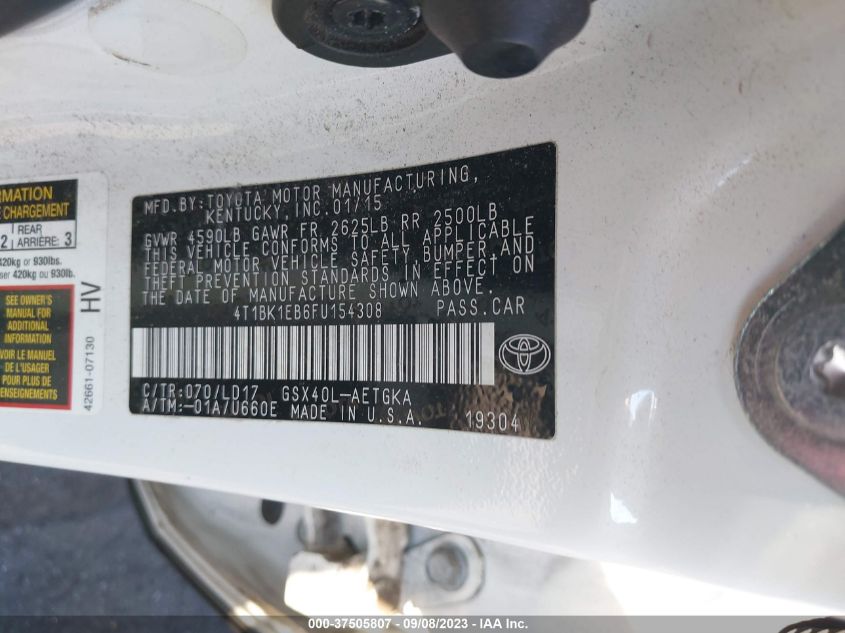 MFD.BY: TOYOTA MOTOR MANUFACTURING,
KENTUCKY, INC. 01/15
GVWR 4590LB GAWR FR 2625LB RR 2500LB
THIS VEHICLE CONFORMS TO ALL APPLICABLE
FEDERAL MOTOR VEHICLE SAFETY, BUMPER, AND
THEFT PREVENTION STANDARDS IN EFFECT ON
THE DATE OF MANUFACTURE SHOWN ABOVE.
4T1BK1EB6FU154308 PASS.CAR
C/TR:070/LD17 GSX40L-AETGKA
A/TM:-01A/U660E MADE IN U.S.A. 19304
RMATION
CHARGEMENT
2 REAR
ARRIÈRE: 3
420kg or 930lbs.
ser 420kg ou 930lb.
SEE OWNER'S
MANUAL FOR
ADDITIONAL
INFORMATION
VOIR LE MANUEL
DE L'USAGER
POUR PLUS DE
RENSEIGNEMENTS
HV
42661-07130
000-37505807 - 09/08/2023 - IAA Inc.